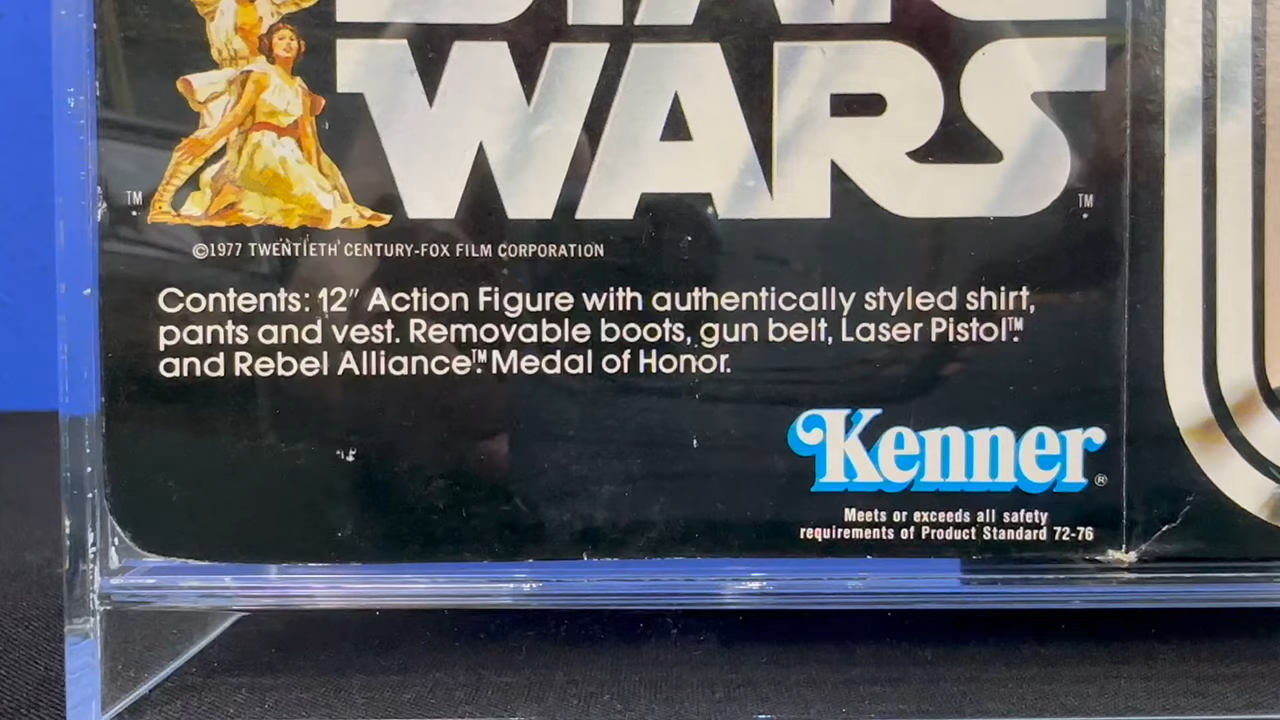 STAR
WARS
TM
TM
©1977 TWENTIETH CENTURY-FOX FILM CORPORATION
Contents: 12" Action Figure with authentically styled shirt,
pants and vest. Removable boots, gun belt, Laser Pistol™.
and Rebel Alliance™. Medal of Honor.
Kenner®
Meets or exceeds all safety
requirements of Product Standard 72-76